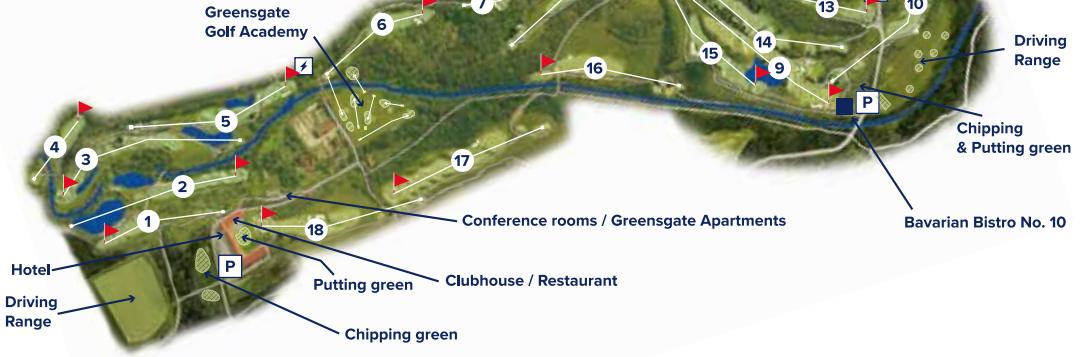 Greensgate
Golf Academy
6
7
13
10
15
14
9
16
Driving
Range
P
Chipping
& Putting green
5
4
3
2
17
1
18
Conference rooms / Greensgate Apartments
Bavarian Bistro No. 10
Hotel
P
Putting green
Clubhouse / Restaurant
Driving
Range
Chipping green